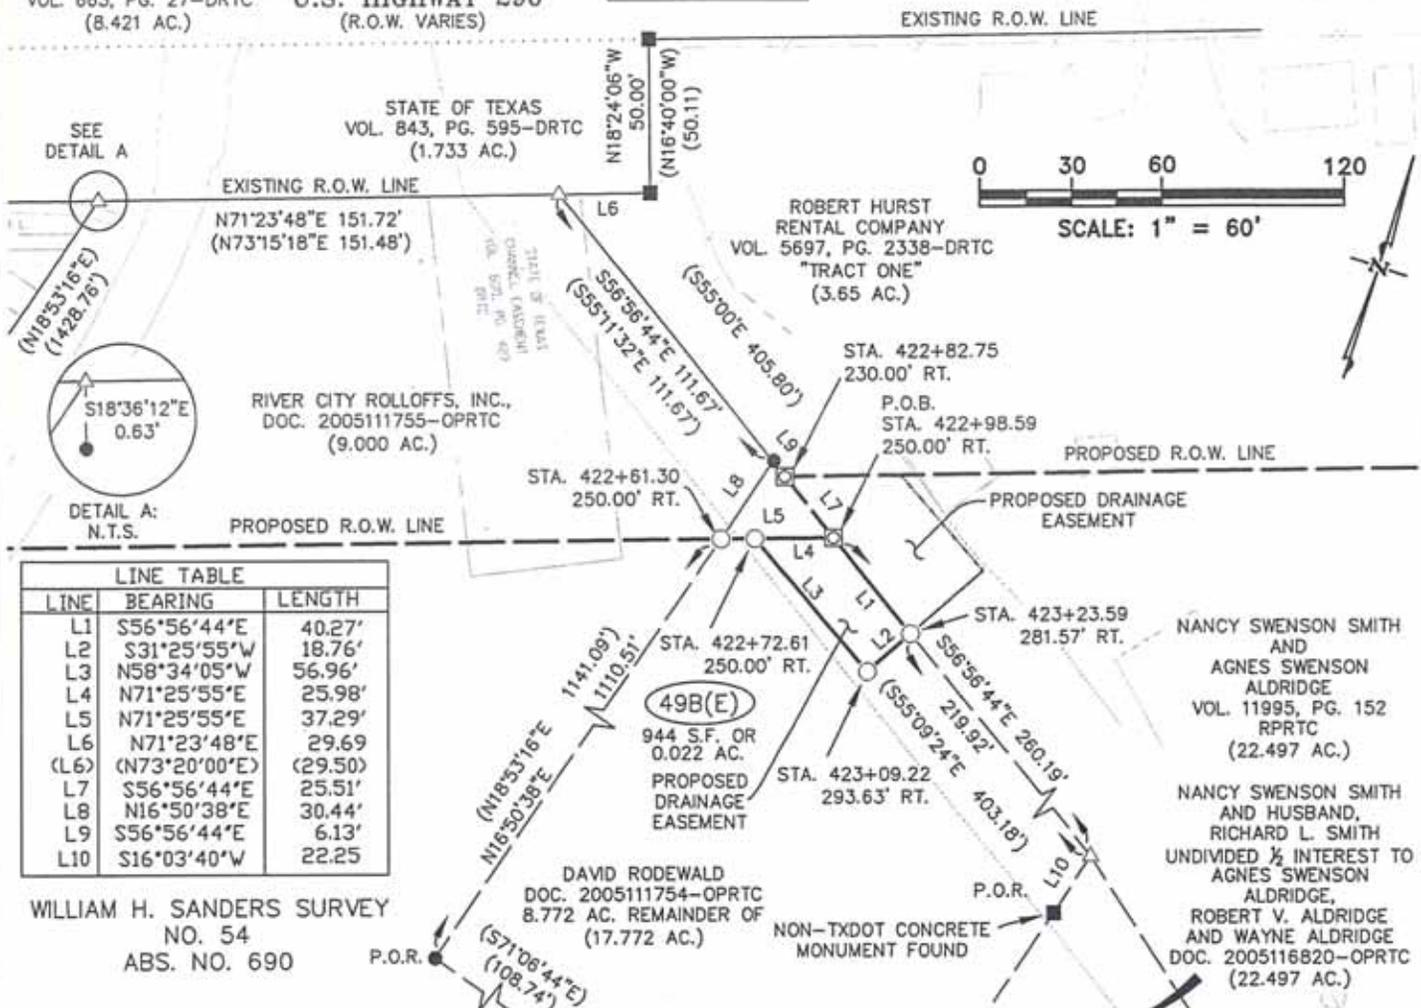 VOL. 663, PG. 27-DRTC
(8.421 AC.)
U.S. HIGHWAY 290
(R.O.W. VARIES)
EXISTING R.O.W. LINE
SEE
DETAIL A
STATE OF TEXAS
VOL. 843, PG. 595-DRTC
(1.733 AC.)
N18°24'06"W
50.00'
(N16°40'00"W)
(50.11)
EXISTING R.O.W. LINE
N71°23'48"E 151.72'
(N73°15'18"E 151.48')
L6
ROBERT HURST
RENTAL COMPANY
VOL. 5697, PG. 2338-DRTC
"TRACT ONE"
(3.65 AC.)
0 30 60 120
SCALE: 1" = 60'
N
(N18°53'16"E)
(1428.76')
STATE OF TEXAS
CHANNEL EASEMENT
DRTC
S56°56'44"E 111.67'
(S55°11'32"E 111.67')
(S55°00'E 405.80')
S18°36'12"E
0.63'
DETAIL A:
N.T.S.
RIVER CITY ROLLOFFS, INC.,
DOC. 2005111755-OPRTC
(9.000 AC.)
STA. 422+82.75
230.00' RT.
P.O.B.
STA. 422+98.59
250.00' RT.
L9
PROPOSED R.O.W. LINE
STA. 422+61.30
250.00' RT.
L8
L7
PROPOSED DRAINAGE
EASEMENT
PROPOSED R.O.W. LINE
L5
L4
L3
L1
L2
LINE TABLE
LINE BEARING LENGTH
L1 S56°56'44"E 40.27'
L2 S31°25'55"W 18.76'
L3 N58°34'05"W 56.96'
L4 N71°25'55"E 25.98'
L5 N71°25'55"E 37.29'
L6 N71°23'48"E 29.69
(L6) (N73°20'00"E) (29.50)
L7 S56°56'44"E 25.51'
L8 N16°50'38"E 30.44'
L9 S56°56'44"E 6.13'
L10 S16°03'40"W 22.25
STA. 422+72.61
250.00' RT.
STA. 423+23.59
281.57' RT.
1141.09')
1110.51'
(N18°53'16"E
N16°50'38"E
49B(E)
944 S.F. OR
0.022 AC.
PROPOSED
DRAINAGE
EASEMENT
STA. 423+09.22
293.63' RT.
S56°56'44"E 260.19'
219.92'
(S55°09'24"E 403.18')
NANCY SWENSON SMITH
AND
AGNES SWENSON
ALDRIDGE
VOL. 11995, PG. 152
RPRTC
(22.497 AC.)
NANCY SWENSON SMITH
AND HUSBAND,
RICHARD L. SMITH
UNDIVIDED ½ INTEREST TO
AGNES SWENSON
ALDRIDGE,
ROBERT V. ALDRIDGE
AND WAYNE ALDRIDGE
DOC. 2005116820-OPRTC
(22.497 AC.)
WILLIAM H. SANDERS SURVEY
NO. 54
ABS. NO. 690
DAVID RODEWALD
DOC. 2005111754-OPRTC
8.772 AC. REMAINDER OF
(17.772 AC.)
P.O.R.
L10
NON-TXDOT CONCRETE
MONUMENT FOUND
P.O.R.
(S71°06'44"E)
(108.74')